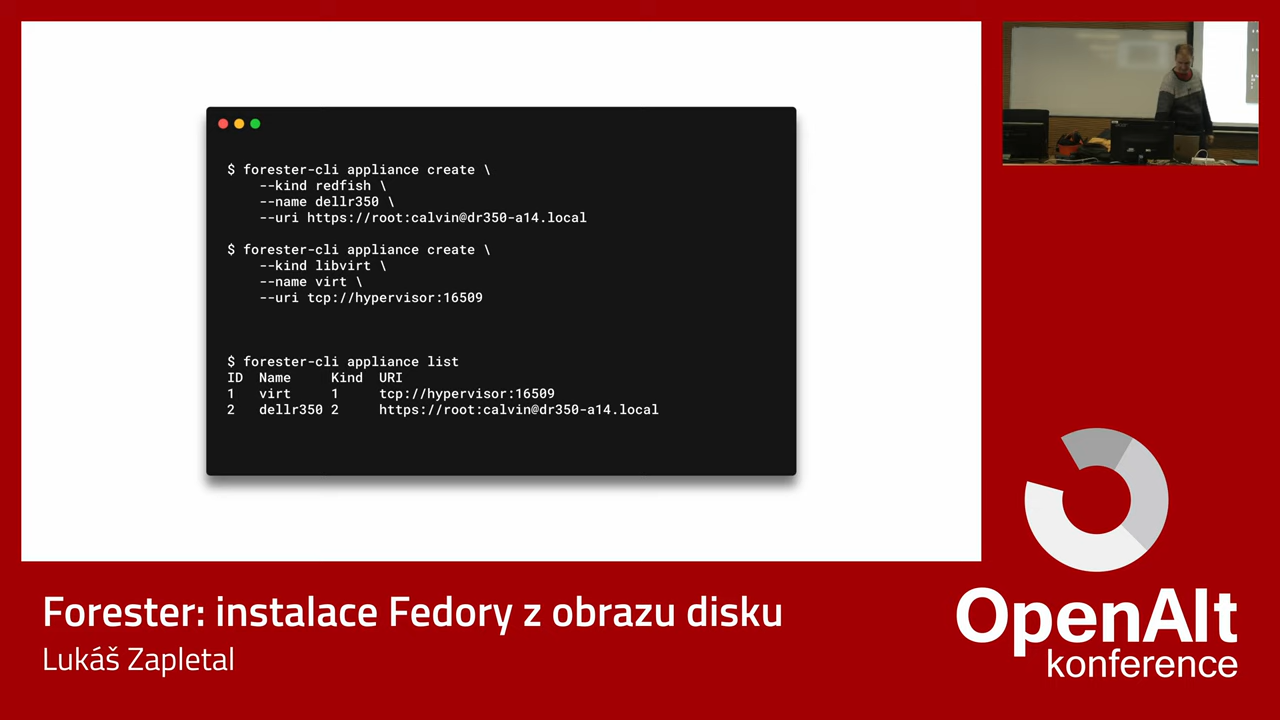 $ forester-cli appliance create \
--kind redfish \
--name dellr350 \
--uri https://root:calvin@dr350-a14.local
$ forester-cli appliance create \
--kind libvirt \
--name virt \
--uri tcp://hypervisor:16509
$ forester-cli appliance list
ID Name Kind URI
1 virt 1 tcp://hypervisor:16509
2 dellr350 2 https://root:calvin@dr350-a14.local
Forester: instalace Fedory z obrazu disku
Lukáš Zapletal
OpenAlt
konference